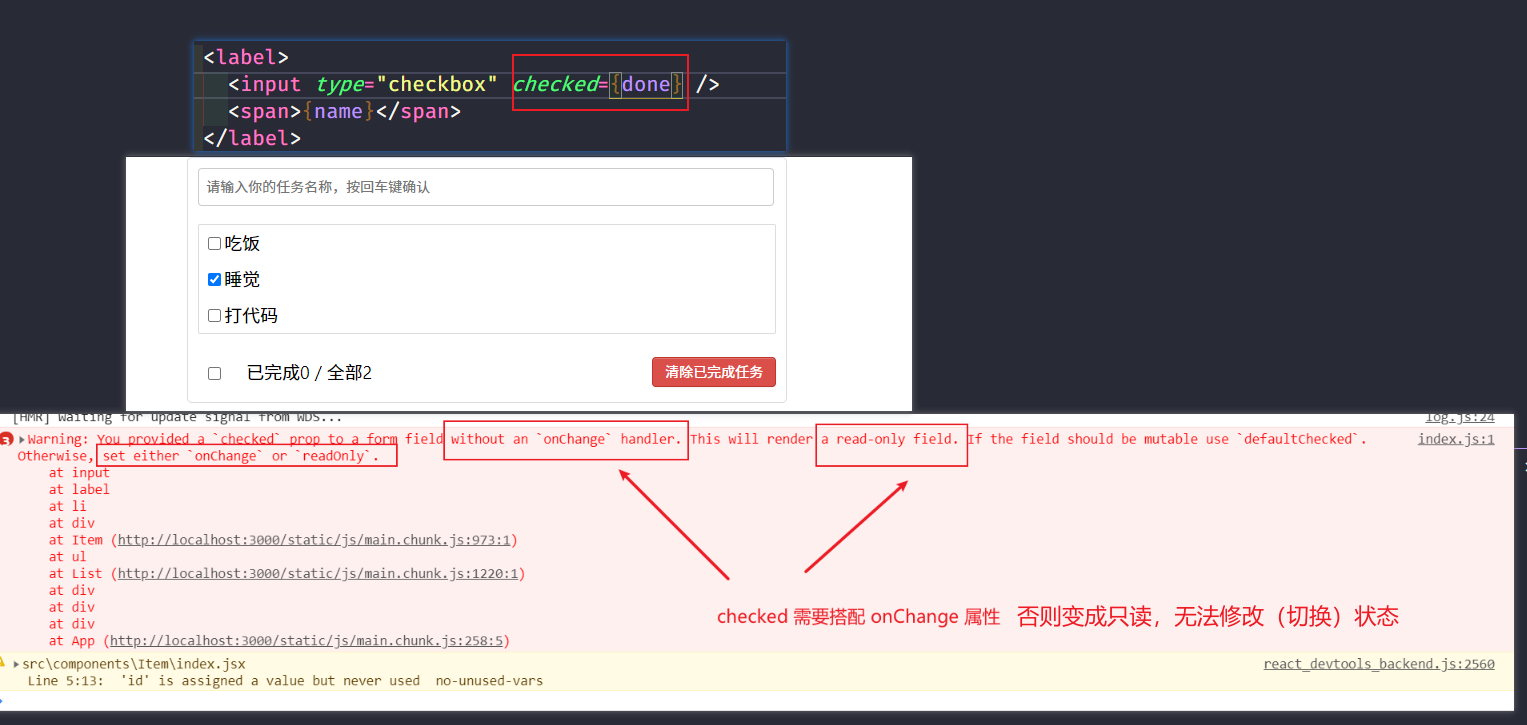 <label>
<input type="checkbox" checked={done} />
<span>{name}</span>
</label>
请输入你的任务名称，按回车键确认
吃饭
睡觉
打代码
已完成0 / 全部2
清除已完成任务
[HMR] Waiting for update signal from WDS... log.js:24
3 Warning: You provided a `checked` prop to a form field without an `onChange` handler. This will render a read-only field. If the field should be mutable use `defaultChecked`. index.js:1
Otherwise, set either `onChange` or `readOnly`.
at input
at label
at li
at div
at Item (http://localhost:3000/static/js/main.chunk.js:973:1)
at ul
at List (http://localhost:3000/static/js/main.chunk.js:1220:1)
at div
at div
at div
at App (http://localhost:3000/static/js/main.chunk.js:258:5)
checked 需要搭配 onChange 属性 否则变成只读，无法修改（切换）状态
src\components\Item\index.jsx react_devtools_backend.js:2560
Line 5:13: 'id' is assigned a value but never used no-unused-vars